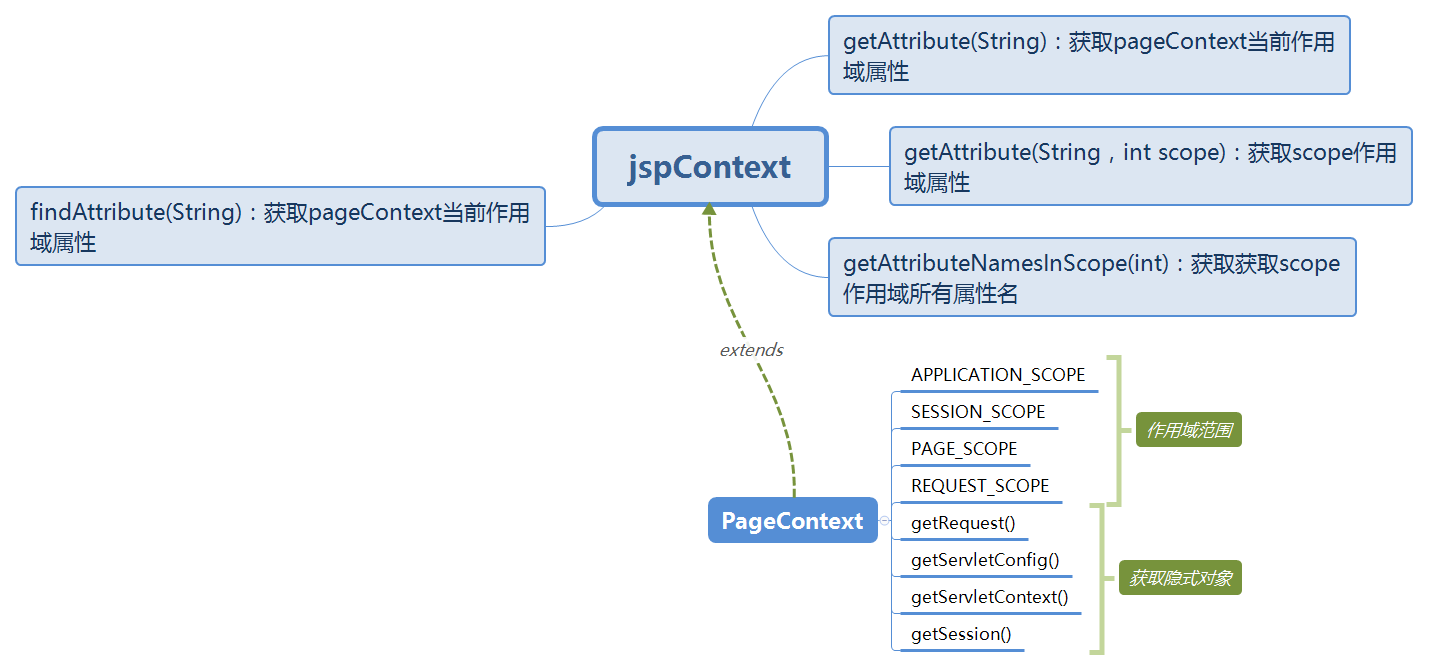 getAttribute(String)：获取pageContext当前作用
域属性
jspContext
getAttribute(String，int scope)：获取scope作用
域属性
findAttribute(String)：获取pageContext当前作用
域属性
getAttributeNamesInScope(int)：获取获取scope
作用域所有属性名
extends
APPLICATION_SCOPE
SESSION_SCOPE
作用域范围
PAGE_SCOPE
REQUEST_SCOPE
PageContext
getRequest()
getServletConfig()
获取隐式对象
getServletContext()
getSession()